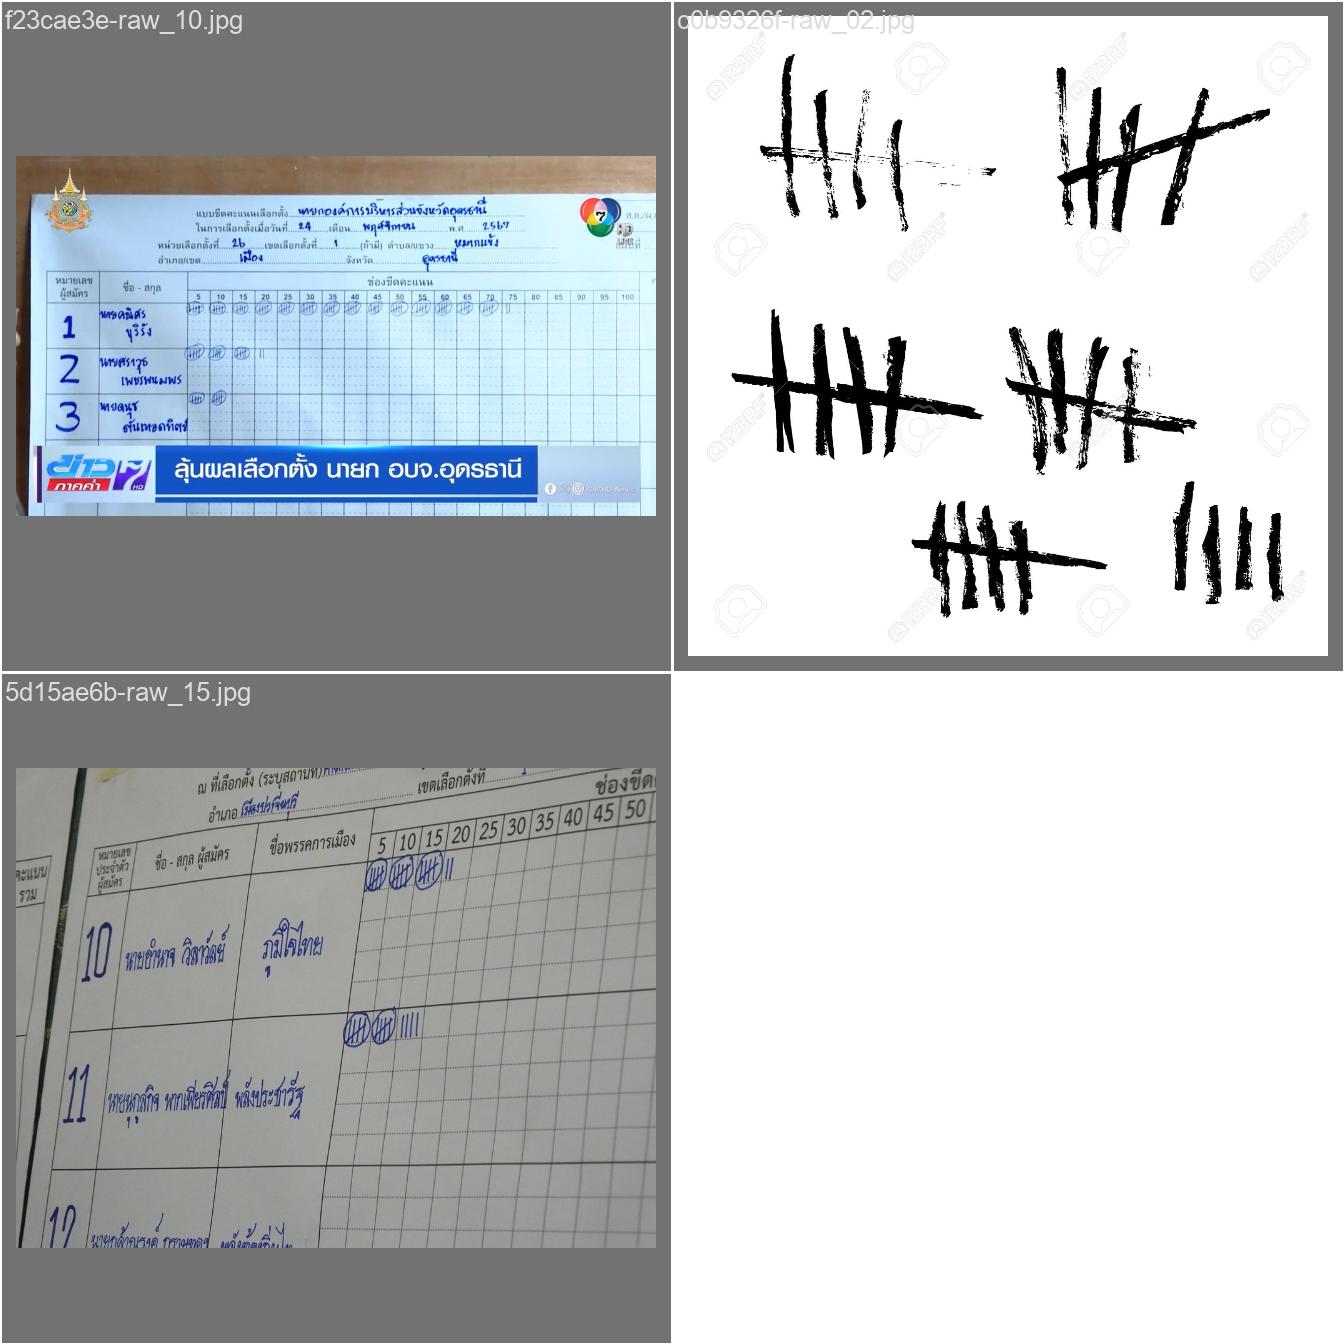 f23cae3e-raw_10.jpg
แบบขีดคะแนนเลือกตั้ง นายกองค์การบริหารส่วนจังหวัดอุดรธานี
ในการเลือกตั้งเมื่อวันที่ 24 เดือน พฤศจิกายน พ.ศ 2567
หน่วยเลือกตั้งที่ 26 เขตเลือกตั้งที่ 1 (ถ้ามี) ตำบล/แขวง หมากแข้ง
อำเภอ/เขต เมือง จังหวัด อุดรธานี
หมายเลขผู้สมัคร ชื่อ - สกุล ช่องขีดคะแนน
5 10 15 20 25 30 35 40 45 50 55 60 65 70 75 80 85 90 95 100
1 นายคณิศร ขุริรัง
2 นายศราวุธ เพชรพนมพร
3 นายดนุช ตันเทอดทิตย์
ข่าว 7 HD
ภาคค่ำ
ลุ้นผลเลือกตั้ง นายก อบจ.อุดรธานี
Ch7HD News
c0b9326f-raw_02.jpg
123RF
5d15ae6b-raw_15.jpg
ณ ที่เลือกตั้ง (ระบุสถานที่)
เขตเลือกตั้งที่
อำเภอ เมืองปราจีนบุรี
คะแนนรวม
หมายเลขประจำตัวผู้สมัคร ชื่อ - สกุล ผู้สมัคร ชื่อพรรคการเมือง
5 10 15 20 25 30 35 40 45 50
10 นายอำนาจ วิลาวัลย์ ภูมิใจไทย
11 พลังประชารัฐ
12